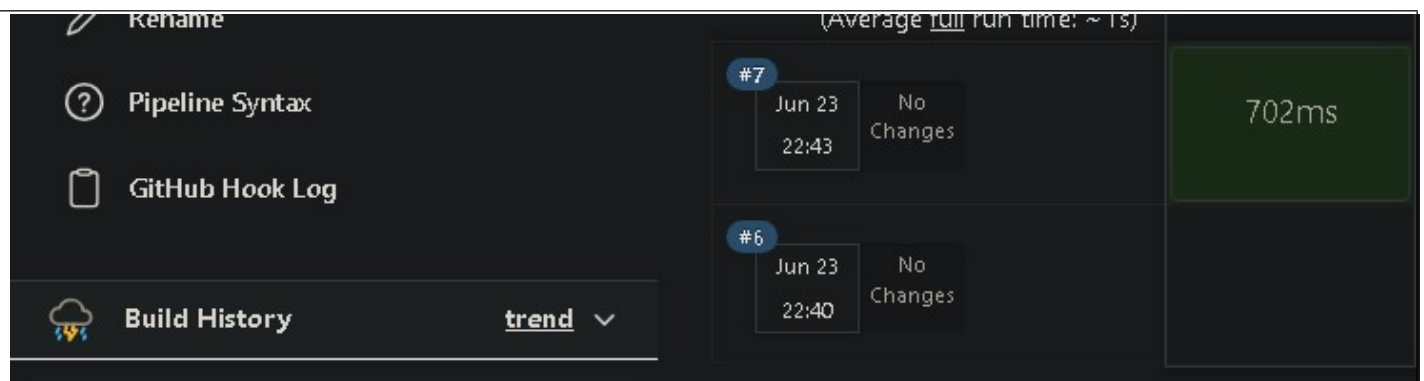 Rename
Pipeline Syntax
GitHub Hook Log
Build History trend
(Average full run time: ~ 1s)
#7
Jun 23
22:43
No
Changes
702ms
#6
Jun 23
22:40
No
Changes